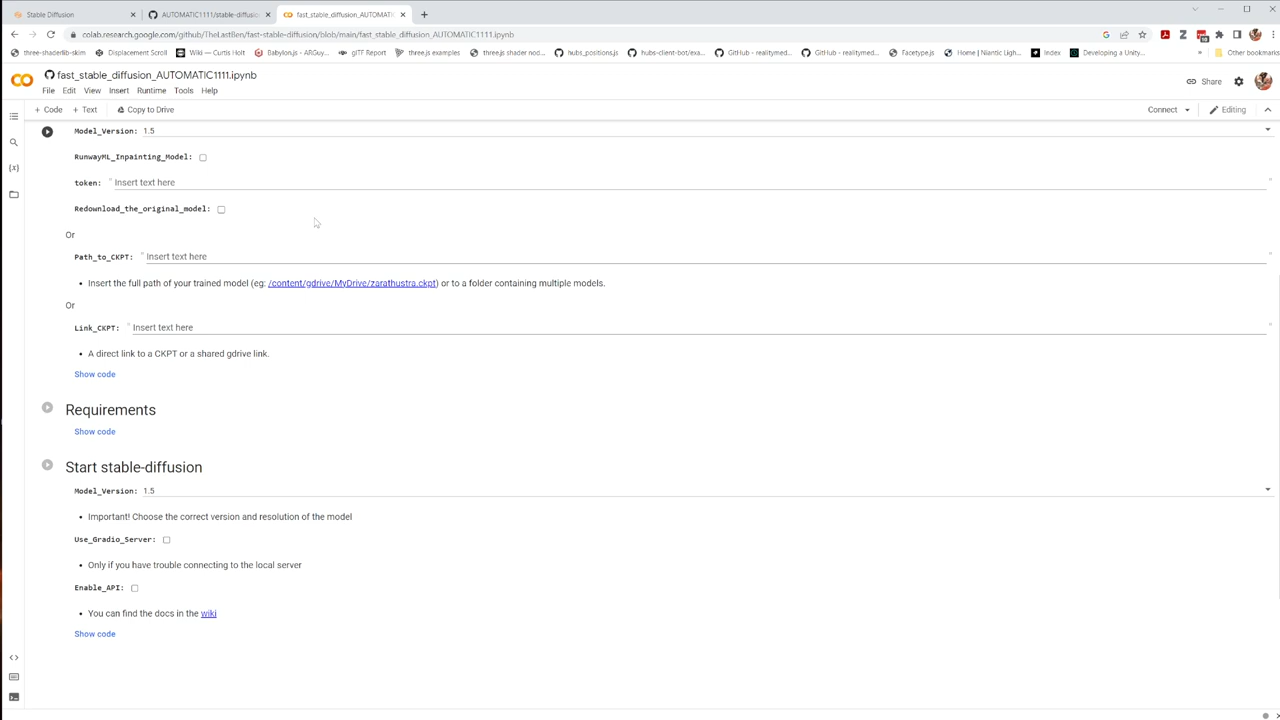 Stable Diffusion
AUTOMATIC1111/stable-diffusion
fast_stable_diffusion_AUTOMATI
colab.research.google.com/github/TheLastBen/fast-stable-diffusion/blob/main/fast_stable_diffusion_AUTOMATIC1111.ipynb
three-shaderlib-skim
Displacement Scroll
Wiki — Curtis Holt
Babylon.js - ARGuy...
glTF Report
three.js examples
three.js shader nod...
hubs_positions.js
hubs-client-bot/exa...
GitHub - realitymed...
GitHub - realitymed...
Facetype.js
Home | Niantic Ligh...
Index
Developing a Unity...
»
Other bookmarks
fast_stable_diffusion_AUTOMATIC1111.ipynb
File Edit View Insert Runtime Tools Help
Share
+ Code + Text Copy to Drive
Connect
Editing
Model_Version: 1.5
RunwayML_Inpainting_Model:
token: " Insert text here "
Redownload_the_original_model:
Or
Path_to_CKPT: " Insert text here "
• Insert the full path of your trained model (eg: /content/gdrive/MyDrive/zarathustra.ckpt) or to a folder containing multiple models.
Or
Link_CKPT: " Insert text here "
• A direct link to a CKPT or a shared gdrive link.
Show code
Requirements
Show code
Start stable-diffusion
Model_Version: 1.5
• Important! Choose the correct version and resolution of the model
Use_Gradio_Server:
• Only if you have trouble connecting to the local server
Enable_API:
• You can find the docs in the wiki
Show code